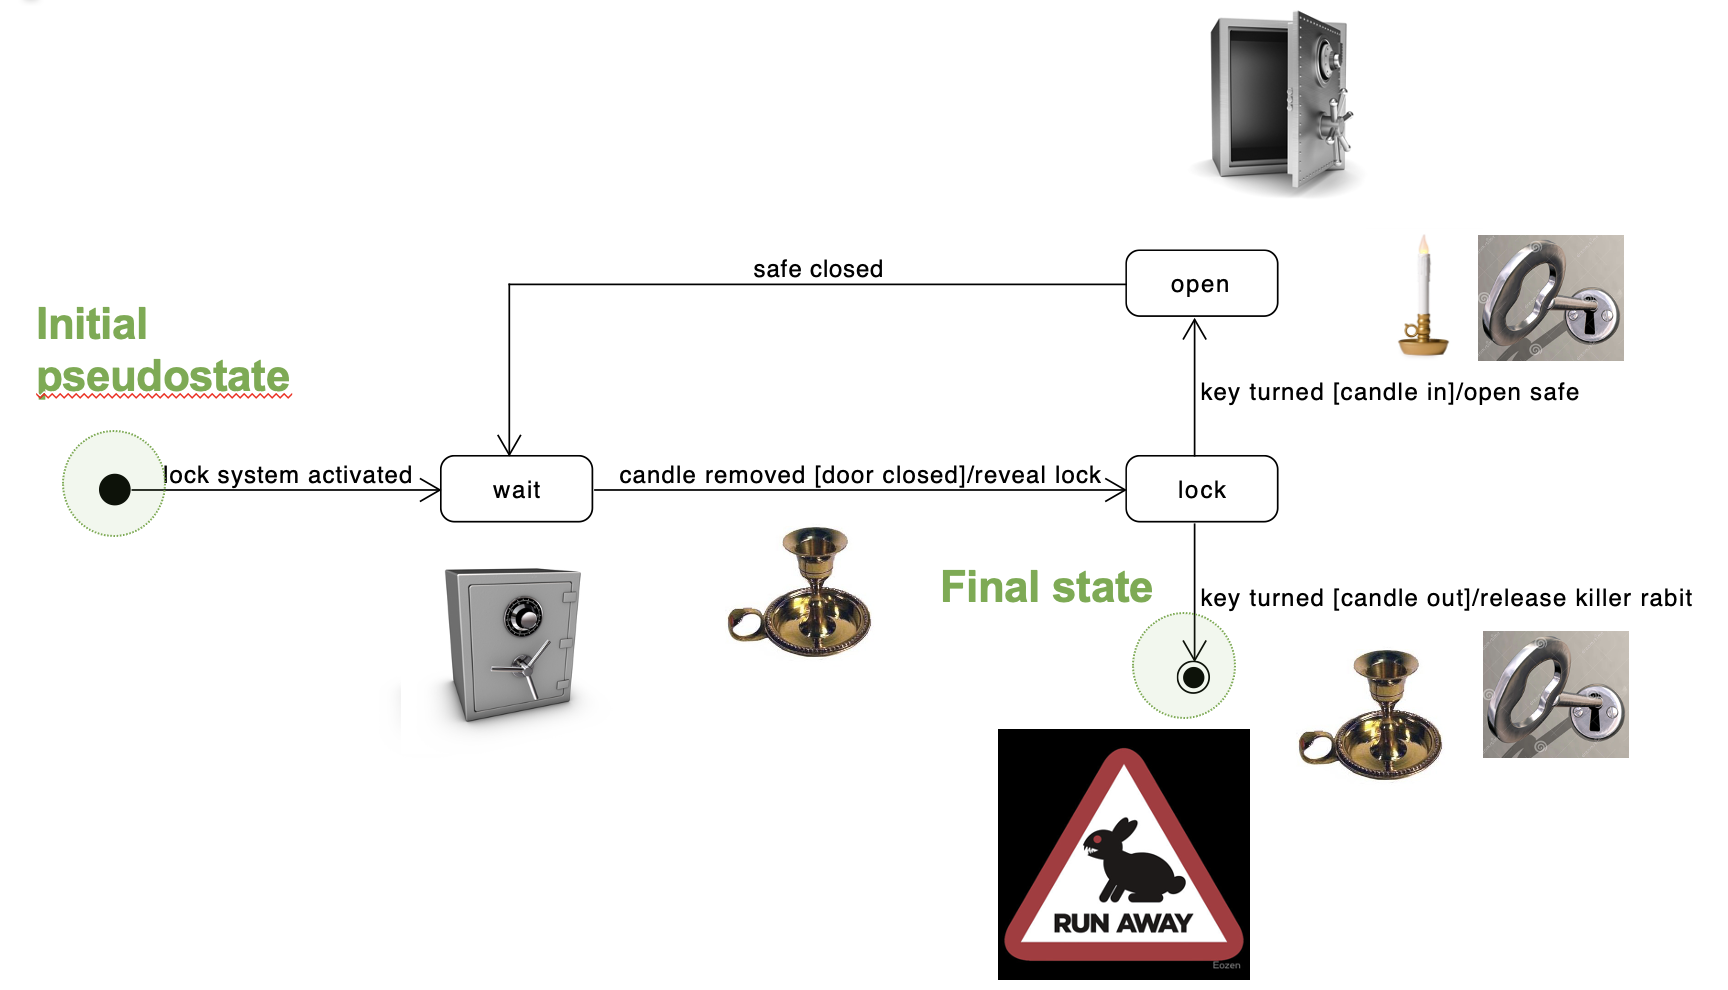 safe closed
open
Initial
pseudostate
key turned [candle in]/open safe
lock system activated
wait
candle removed [door closed]/reveal lock
lock
Final state
key turned [candle out]/release killer rabit
RUN AWAY
Eozen